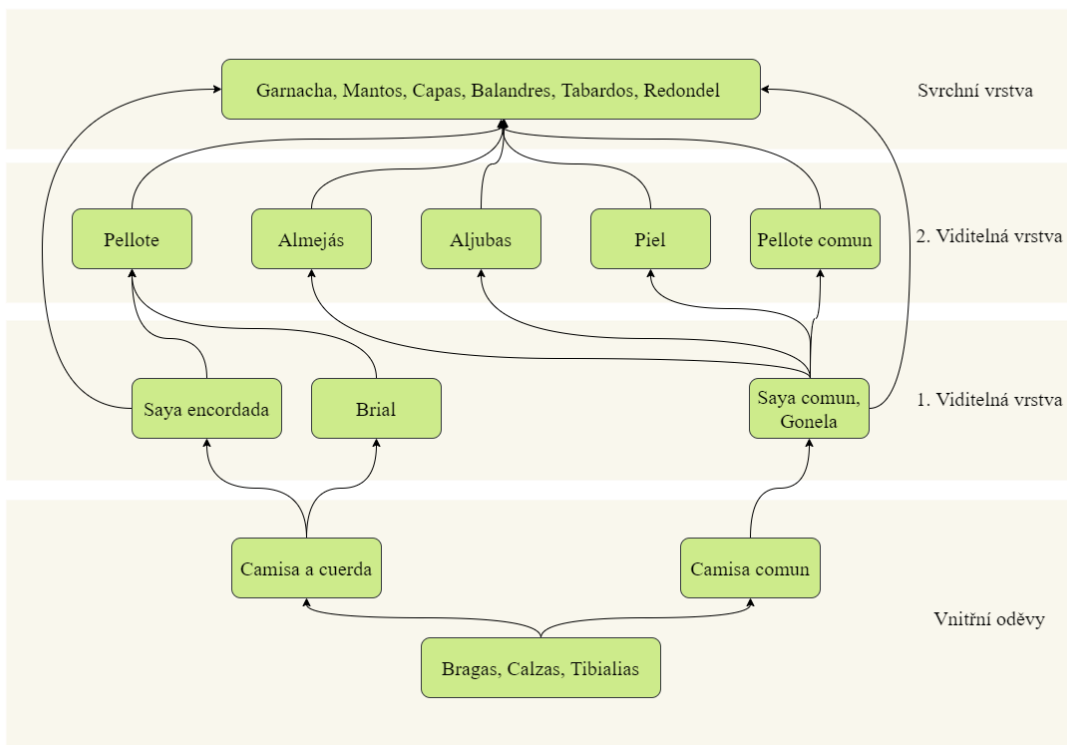 Garnacha, Mantos, Capas, Balandres, Tabardos, Redondel
Svrchní vrstva
Pellote
Almejás
Aljubas
Piel
Pellote comun
2. Viditelná vrstva
Saya encordada
Brial
Saya comun,
Gonela
1. Viditelná vrstva
Camisa a cuerda
Camisa comun
Vnitřní oděvy
Bragas, Calzas, Tibialias